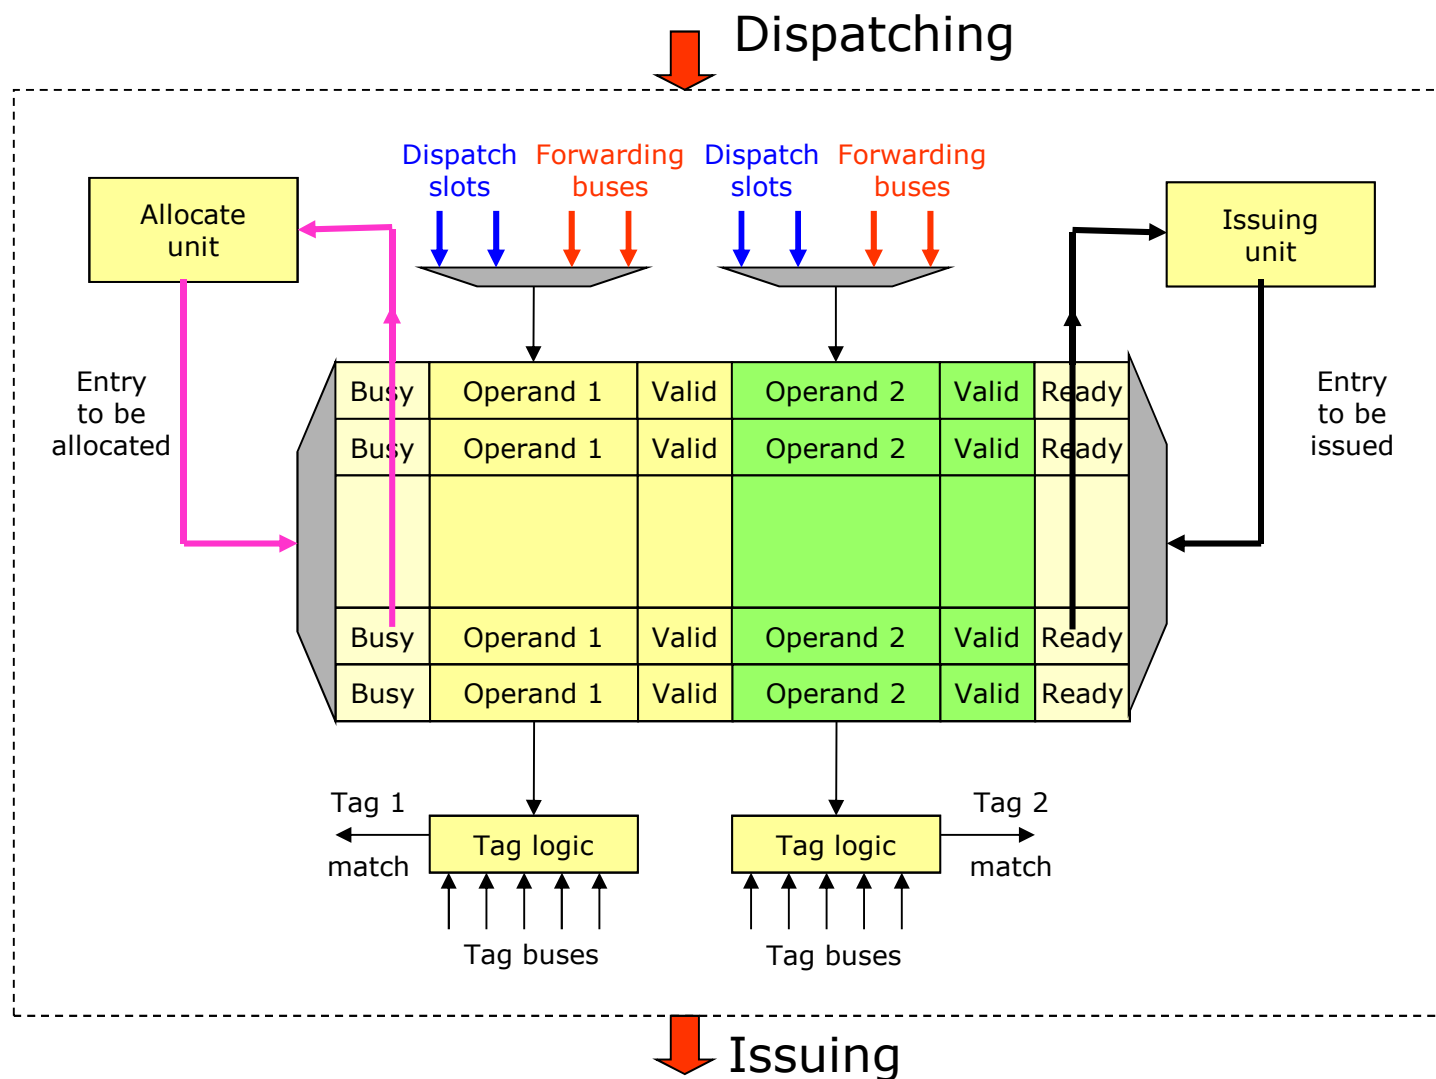 Dispatching
Dispatch
slots
Forwarding
buses
Dispatch
slots
Forwarding
buses
Allocate
unit
Issuing
unit
Entry
to be
allocated
Entry
to be
issued
Busy Operand 1 Valid Operand 2 Valid Ready
Busy Operand 1 Valid Operand 2 Valid Ready
Busy Operand 1 Valid Operand 2 Valid Ready
Busy Operand 1 Valid Operand 2 Valid Ready
Tag 1
match
Tag logic
Tag logic
Tag 2
match
Tag buses
Tag buses
Issuing